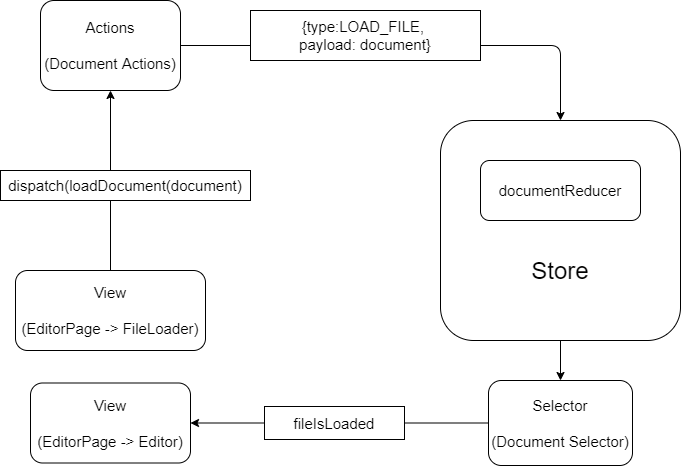 Actions
(Document Actions)
{type:LOAD_FILE,
payload: document}
dispatch(loadDocument(document)
documentReducer
Store
View
(EditorPage -> FileLoader)
View
(EditorPage -> Editor)
fileIsLoaded
Selector
(Document Selector)